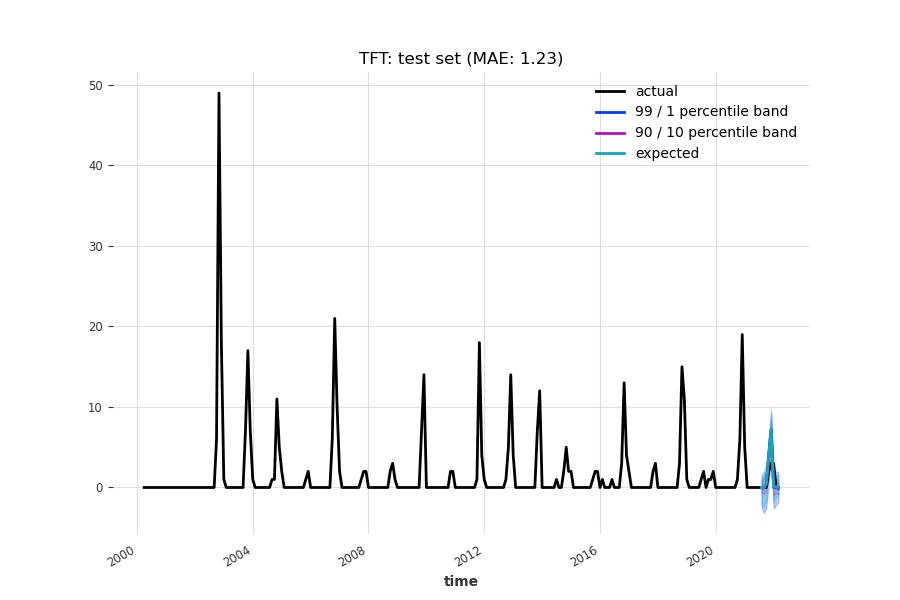 TFT: test set (MAE: 1.23)
actual
99 / 1 percentile band
90 / 10 percentile band
expected
50
40
30
20
10
0
2000
2004
2008
2012
2016
2020
time